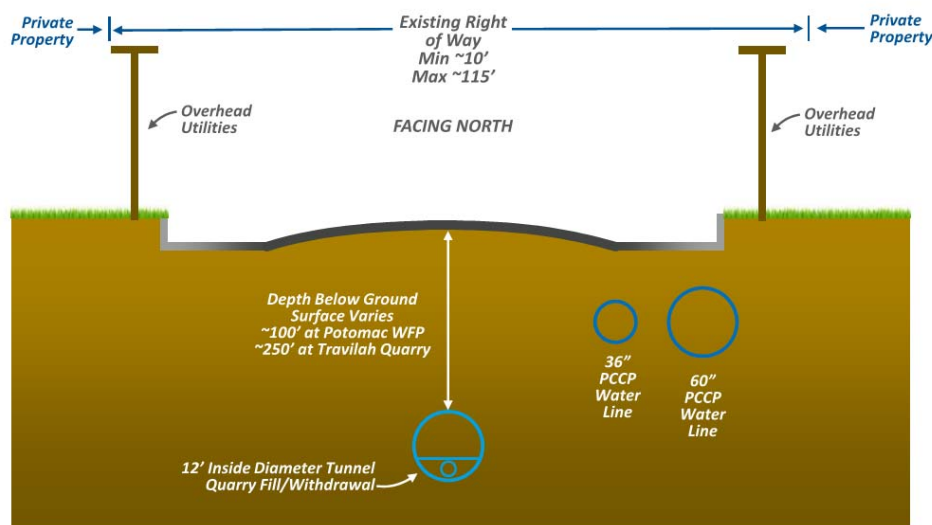 Private
Property
Existing Right
of Way
Min ~10’
Max ~115’
Private
Property
Overhead
Utilities
FACING NORTH
Overhead
Utilities
Depth Below Ground
Surface Varies
~100’ at Potomac WFP
~250’ at Travilah Quarry
36”
PCCP
Water
Line
60”
PCCP
Water
Line
12’ Inside Diameter Tunnel
Quarry Fill/Withdrawal